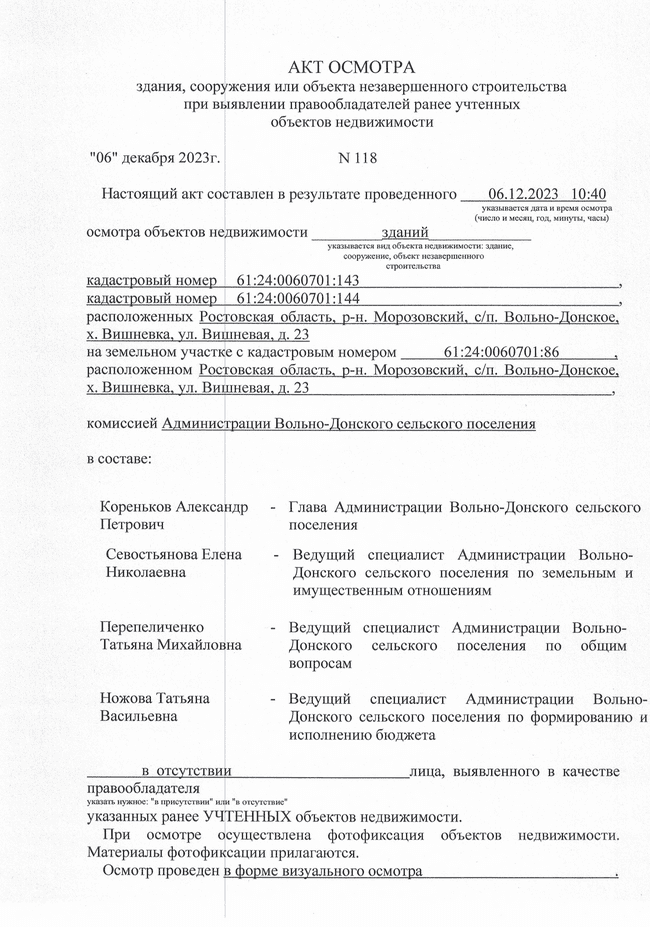 АКТ ОСМОТРА
здания, сооружения или объекта незавершенного строительства
при выявлении правообладателей ранее учтенных
объектов недвижимости
"06" декабря 2023г. N 118
Настоящий акт составлен в результате проведенного 06.12.2023 10:40
указывается дата и время осмотра
(число и месяц, год, минуты, часы)
осмотра объектов недвижимости зданий
указывается вид объекта недвижимости: здание,
сооружение, объект незавершенного
строительства
кадастровый номер 61:24:0060701:143,
кадастровый номер 61:24:0060701:144,
расположенных Ростовская область, р-н. Морозовский, с/п. Вольно-Донское,
х. Вишневка, ул. Вишневая, д. 23
на земельном участке с кадастровым номером 61:24:0060701:86,
расположенном Ростовская область, р-н. Морозовский, с/п. Вольно-Донское,
х. Вишневка, ул. Вишневая, д. 23,
комиссией Администрации Вольно-Донского сельского поселения
в составе:
Кореньков Александр - Глава Администрации Вольно-Донского сельского
Петрович поселения
Севостьянова Елена - Ведущий специалист Администрации Вольно-
Николаевна Донского сельского поселения по земельным и
имущественным отношениям
Перепеличенко - Ведущий специалист Администрации Вольно-
Татьяна Михайловна Донского сельского поселения по общим
вопросам
Ножова Татьяна - Ведущий специалист Администрации Вольно-
Васильевна Донского сельского поселения по формированию и
исполнению бюджета
в отсутствии лица, выявленного в качестве
правообладателя
указать нужное: "в присутствии" или "в отсутствие"
указанных ранее УЧТЕННЫХ объектов недвижимости.
При осмотре осуществлена фотофиксация объектов недвижимости.
Материалы фотофиксации прилагаются.
Осмотр проведен в форме визуального осмотра.